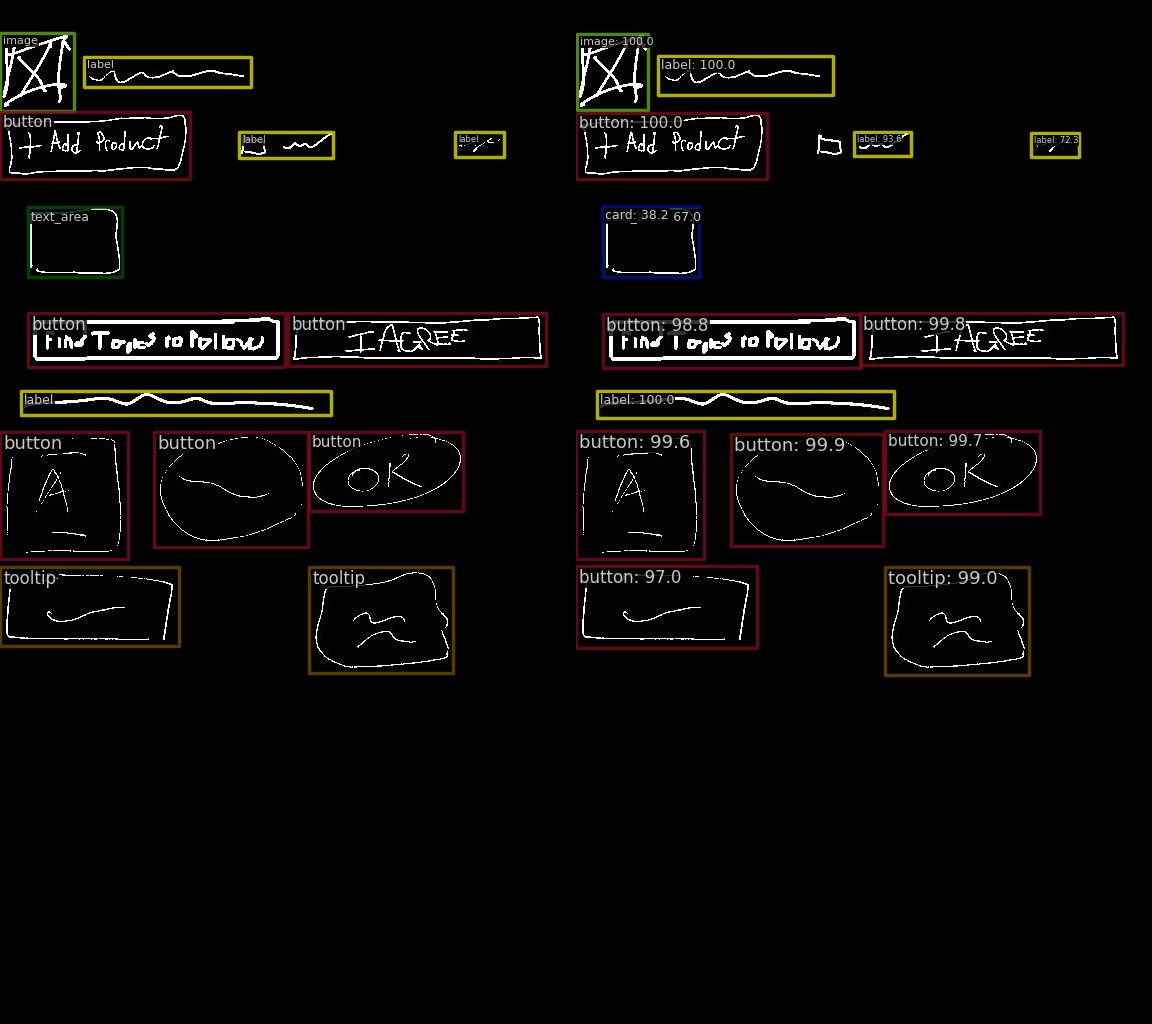 image image: 100.0
label label: 100.0
button button: 100.0
+ Add Product + Add Product
label label label: 93.6 label: 72.3
text_area card: 38.2 67.0
button button button: 98.8 button: 99.8
Find Topics to Follow I AGREE Find Topics to Follow I AGREE
label label: 100.0
button button button button: 99.6 button: 99.9 button: 99.7
A OK A OK
tooltip tooltip button: 97.0 tooltip: 99.0